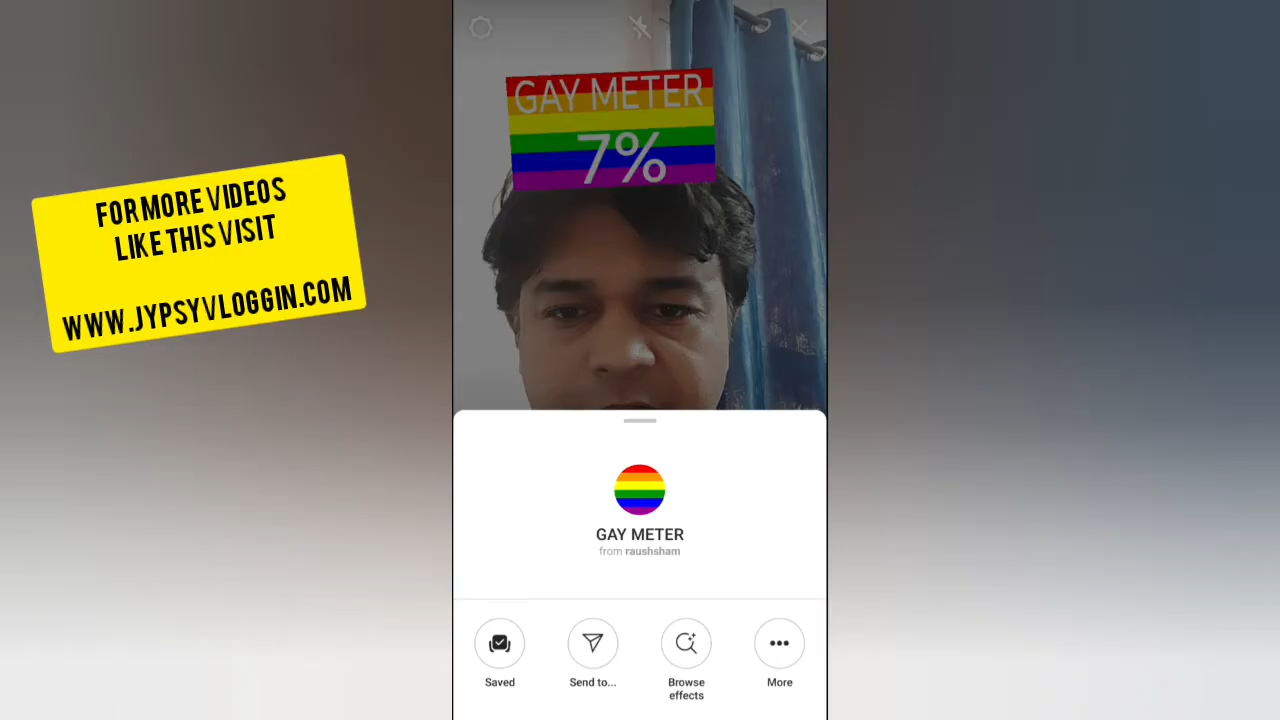 FOR MORE VIDEOS
LIKE THIS VISIT
WWW.JYPSYVLOGGIN.COM
GAY METER
7%
GAY METER
from raushsham
Saved
Send to...
Browse
effects
More